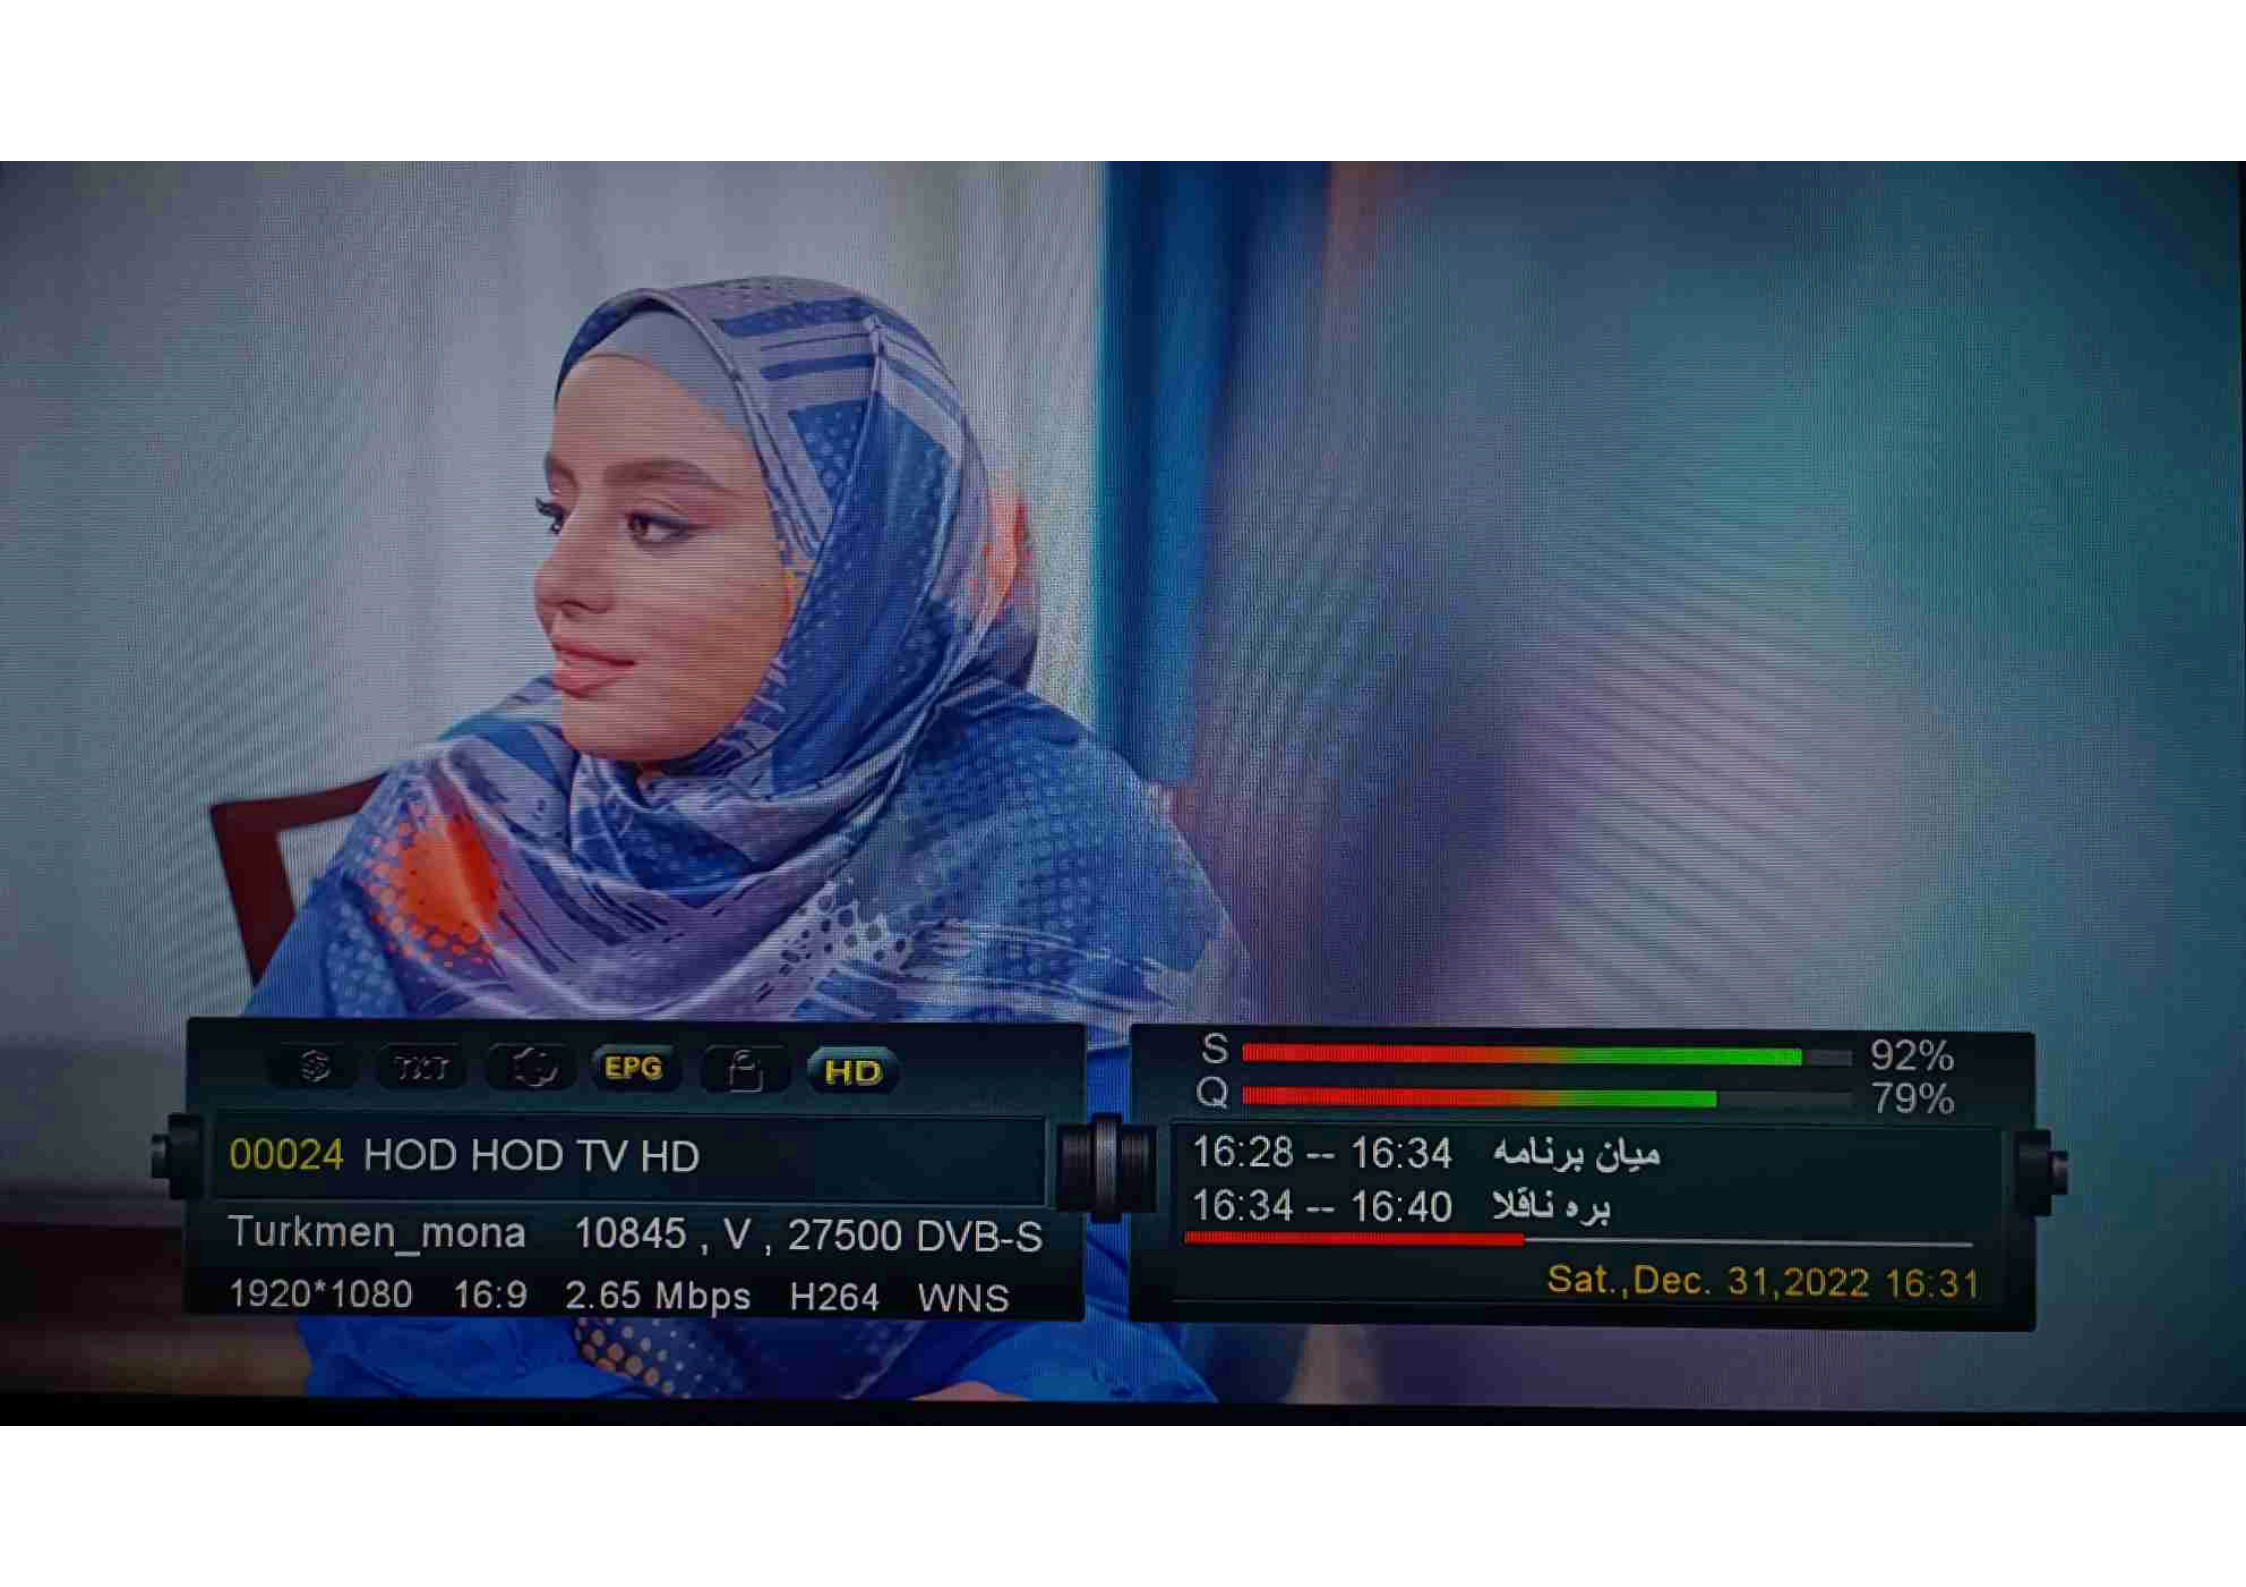 $ TXT EPG HD
00024 HOD HOD TV HD
Turkmen_mona 10845 , V , 27500 DVB-S
1920*1080 16:9 2.65 Mbps H264 WNS
S 92%
Q 79%
16:28 -- 16:34 میان برنامه
16:34 -- 16:40 بره ناقلا
Sat.,Dec. 31,2022 16:31